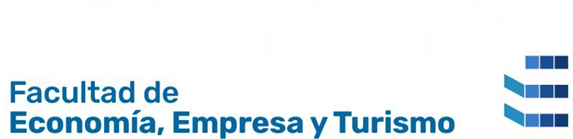 Facultad de
Economía, Empresa y Turismo